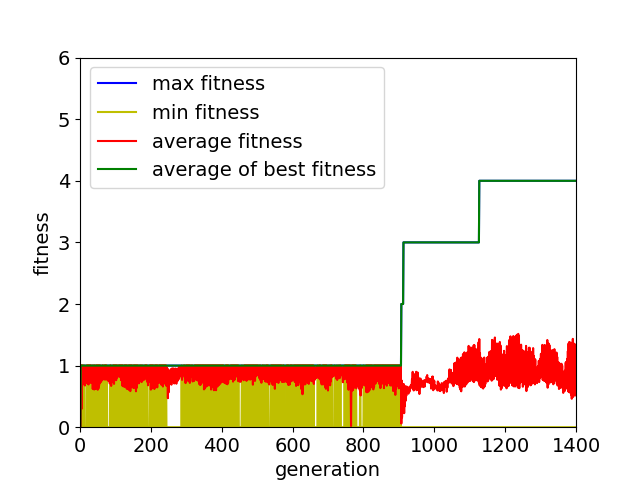 6
5
4
3
2
1
0
fitness
max fitness
min fitness
average fitness
average of best fitness
0 200 400 600 800 1000 1200 1400
generation